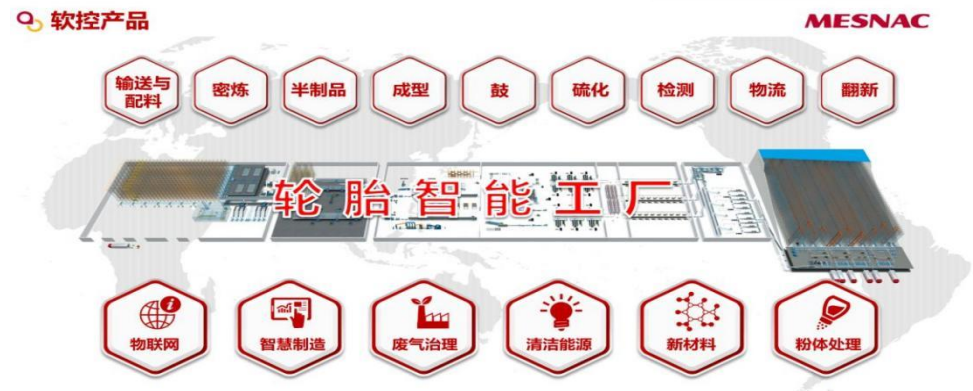 软控产品
MESNAC
输送与
配料
密炼
半制品
成型
鼓
硫化
检测
物流
翻新
轮胎智能工厂
物联网
智慧制造
废气治理
清洁能源
新材料
粉体处理